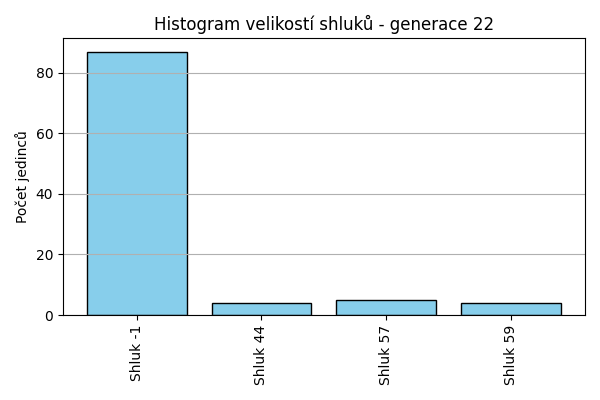 Histogram velikostí shluků - generace 22
Počet jedinců
80
60
40
20
0
Shluk -1
Shluk 44
Shluk 57
Shluk 59